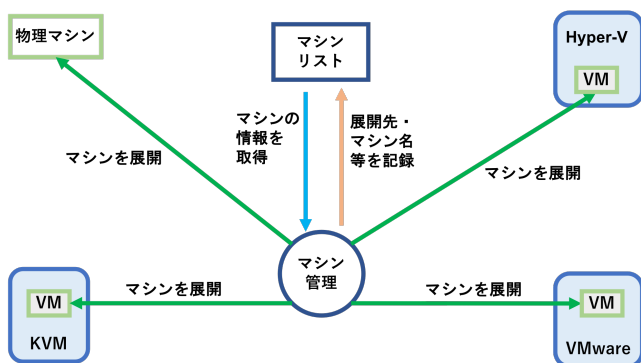 物理マシン
マシン
リスト
Hyper-V
VM
マシンの
情報を
取得
展開先・
マシン名
等を記録
マシンを展開
マシンを展開
マシン
管理
VM
KVM
マシンを展開
マシンを展開
VM
VMware